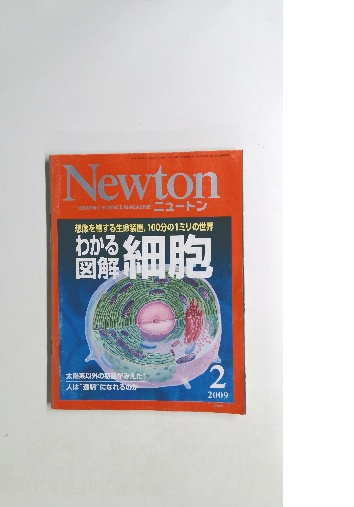 Newton
GRAPHIC SCIENCE MAGAZINE ニュートン
想像を絶する生命装置，100分の1ミリの世界
わかる
図解
細胞
太陽系以外の惑星がみえた！
人は“透明”になれるのか
2
2009